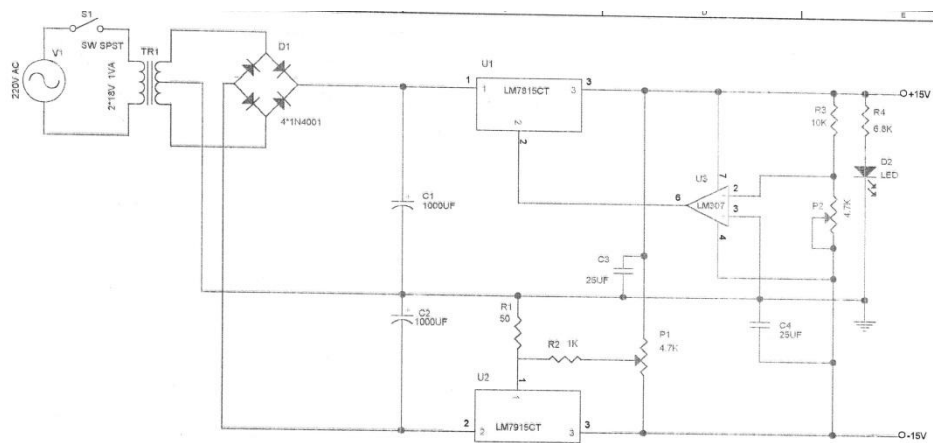 D
E
S1
SW SPST
V1
220V AC
TR1
2*18V 1VA
D1
4*1N4001
U1
1
1
LM7815CT
3
3
2
2
+15V
R3
10K
R4
6.8K
D2
LED
U3
7
6
LM307
2
3
4
P2
4.7K
C1
1000UF
C3
25UF
C2
1000UF
R1
50
R2 1K
P1
4.7K
C4
25UF
U2
1
2
2
LM7915CT
3
3
-15V